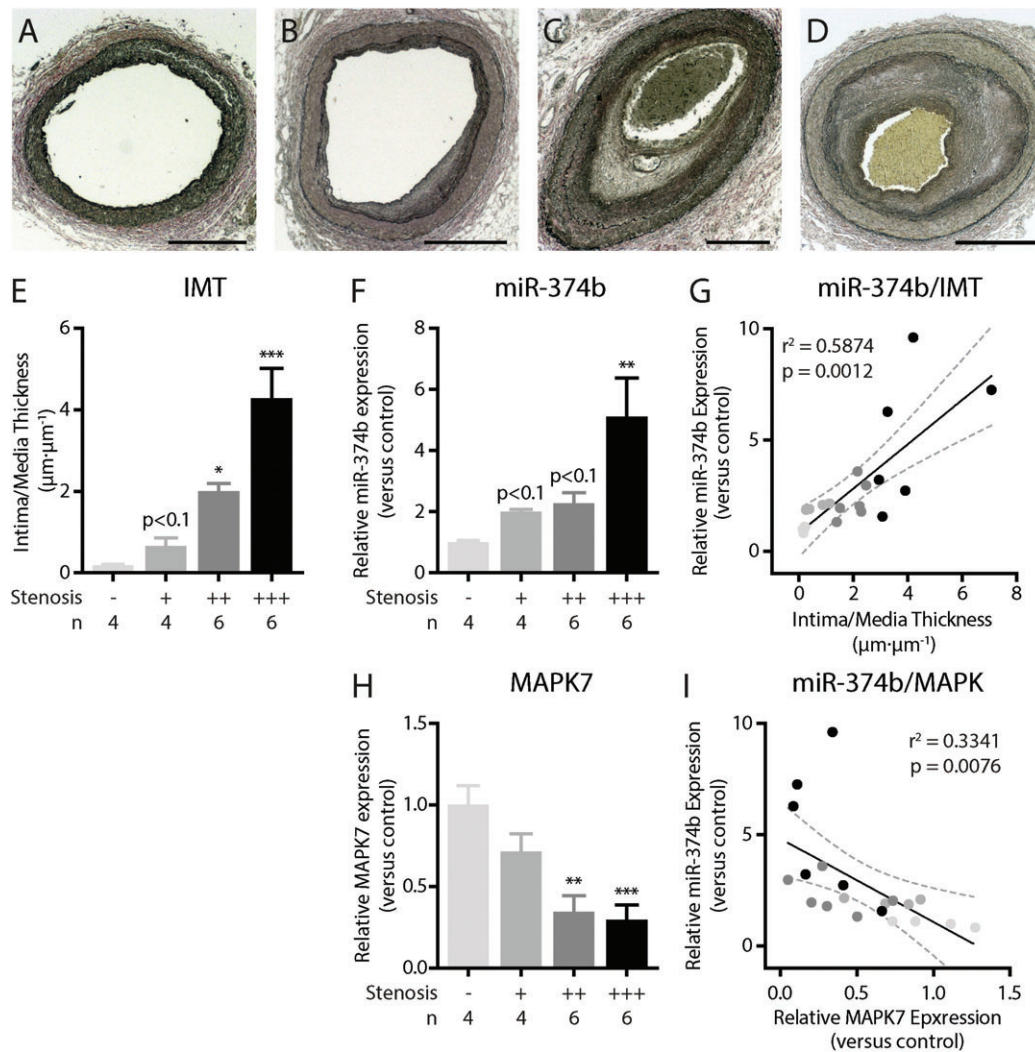 A
B
C
D
E
IMT
Intima/Media Thickness
(μm·μm⁻¹)
6
4
2
0
p<0.1
*
***
Stenosis - + ++ +++
n 4 4 6 6
F
miR-374b
Relative miR-374b expression
(versus control)
8
6
4
2
0
p<0.1
p<0.1
**
Stenosis - + ++ +++
n 4 4 6 6
G
miR-374b/IMT
Relative miR-374b Expression
(versus control)
r² = 0.5874
p = 0.0012
10
5
0
0 2 4 6 8
Intima/Media Thickness
(μm·μm⁻¹)
H
MAPK7
Relative MAPK7 expression
(versus control)
1.5
1.0
0.5
0.0
**
***
Stenosis - + ++ +++
n 4 4 6 6
I
miR-374b/MAPK
Relative miR-374b Expression
(versus control)
r² = 0.3341
p = 0.0076
10
5
0
0.0 0.5 1.0 1.5
Relative MAPK7 Epxression
(versus control)